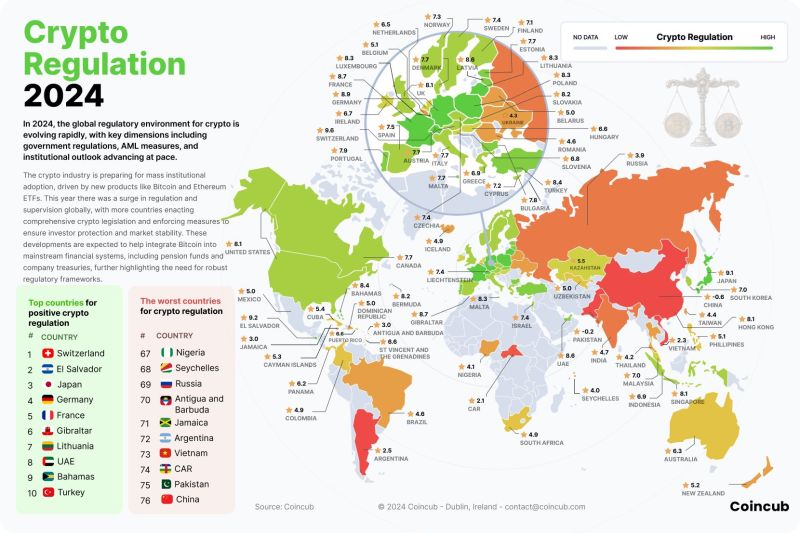 Crypto
Regulation
2024
In 2024, the global regulatory environment for crypto is
evolving rapidly, with key dimensions including
government regulations, AML measures, and
institutional outlook advancing at pace.
The crypto industry is preparing for mass institutional
adoption, driven by new products like Bitcoin and Ethereum
ETFs. This year there was a surge in regulation and
supervision globally, with more countries enacting
comprehensive crypto legislation and enforcing measures to
ensure investor protection and market stability. These
developments are expected to help integrate Bitcoin into
mainstream financial systems, including pension funds and
company treasuries, further highlighting the need for robust
regulatory frameworks.
NO DATA LOW Crypto Regulation HIGH
6.5
NETHERLANDS
7.3
NORWAY
7.4
SWEDEN
7.1
FINLAND
5.1
BELGIUM
7.7
ESTONIA
8.3
LUXEMBOURG
7.7
DENMARK
8.6
LATVIA
8.3
LITHUANIA
8.7
FRANCE
8.3
POLAND
8.9
GERMANY
8.1
UK
8.2
SLOVAKIA
6.7
IRELAND
4.3
UKRAINE
5.0
BELARUS
9.6
SWITZERLAND
7.5
SPAIN
6.6
HUNGARY
7.9
PORTUGAL
7.7
AUSTRIA
7.7
ITALY
4.6
ROMANIA
6.8
SLOVENIA
7.7
MALTA
6.9
GREECE
7.2
CYPRUS
8.4
TURKEY
7.8
BULGARIA
3.9
RUSSIA
7.4
CZECHIA
4.9
ICELAND
8.1
UNITED STATES
7.7
CANADA
7.4
LIECHTENSTEIN
5.5
KAZAKHSTAN
9.1
JAPAN
7.0
SOUTH KOREA
5.0
MEXICO
8.4
BAHAMAS
8.2
BERMUDA
8.3
MALTA
5.0
UZBEKISTAN
-0.6
CHINA
5.4
CUBA
5.0
DOMINICAN
REPUBLIC
8.7
GIBRALTAR
7.4
ISRAEL
4.4
TAIWAN
8.1
HONG KONG
9.2
EL SALVADOR
3.0
ANTIGUA AND BARBUDA
-0.2
PAKISTAN
2.3
VIETNAM
5.1
PHILLIPINES
3.0
JAMAICA
6.6
PUERTO RICO
6.6
ST VINCENT AND
THE GRENADINES
8.6
UAE
4.7
INDIA
4.2
THAILAND
5.3
CAYMAN ISLANDS
4.1
NIGERIA
7.0
MALAYSIA
6.2
PANAMA
2.1
CAR
4.0
SEYCHELLES
6.9
INDONESIA
8.1
SINGAPORE
4.9
COLOMBIA
4.6
BRAZIL
4.9
SOUTH AFRICA
2.5
ARGENTINA
6.3
AUSTRALIA
5.2
NEW ZEALAND
Top countries for
positive crypto
regulation
# COUNTRY
1 Switzerland
2 El Salvador
3 Japan
4 Germany
5 France
6 Gibraltar
7 Lithuania
8 UAE
9 Bahamas
10 Turkey
The worst countries
for crypto regulation
# COUNTRY
67 Nigeria
68 Seychelles
69 Russia
70 Antigua and
Barbuda
71 Jamaica
72 Argentina
73 Vietnam
74 CAR
75 Pakistan
76 China
Source: Coincub
© 2024 Coincub - Dublin, Ireland - contact@coincub.com
Coincub